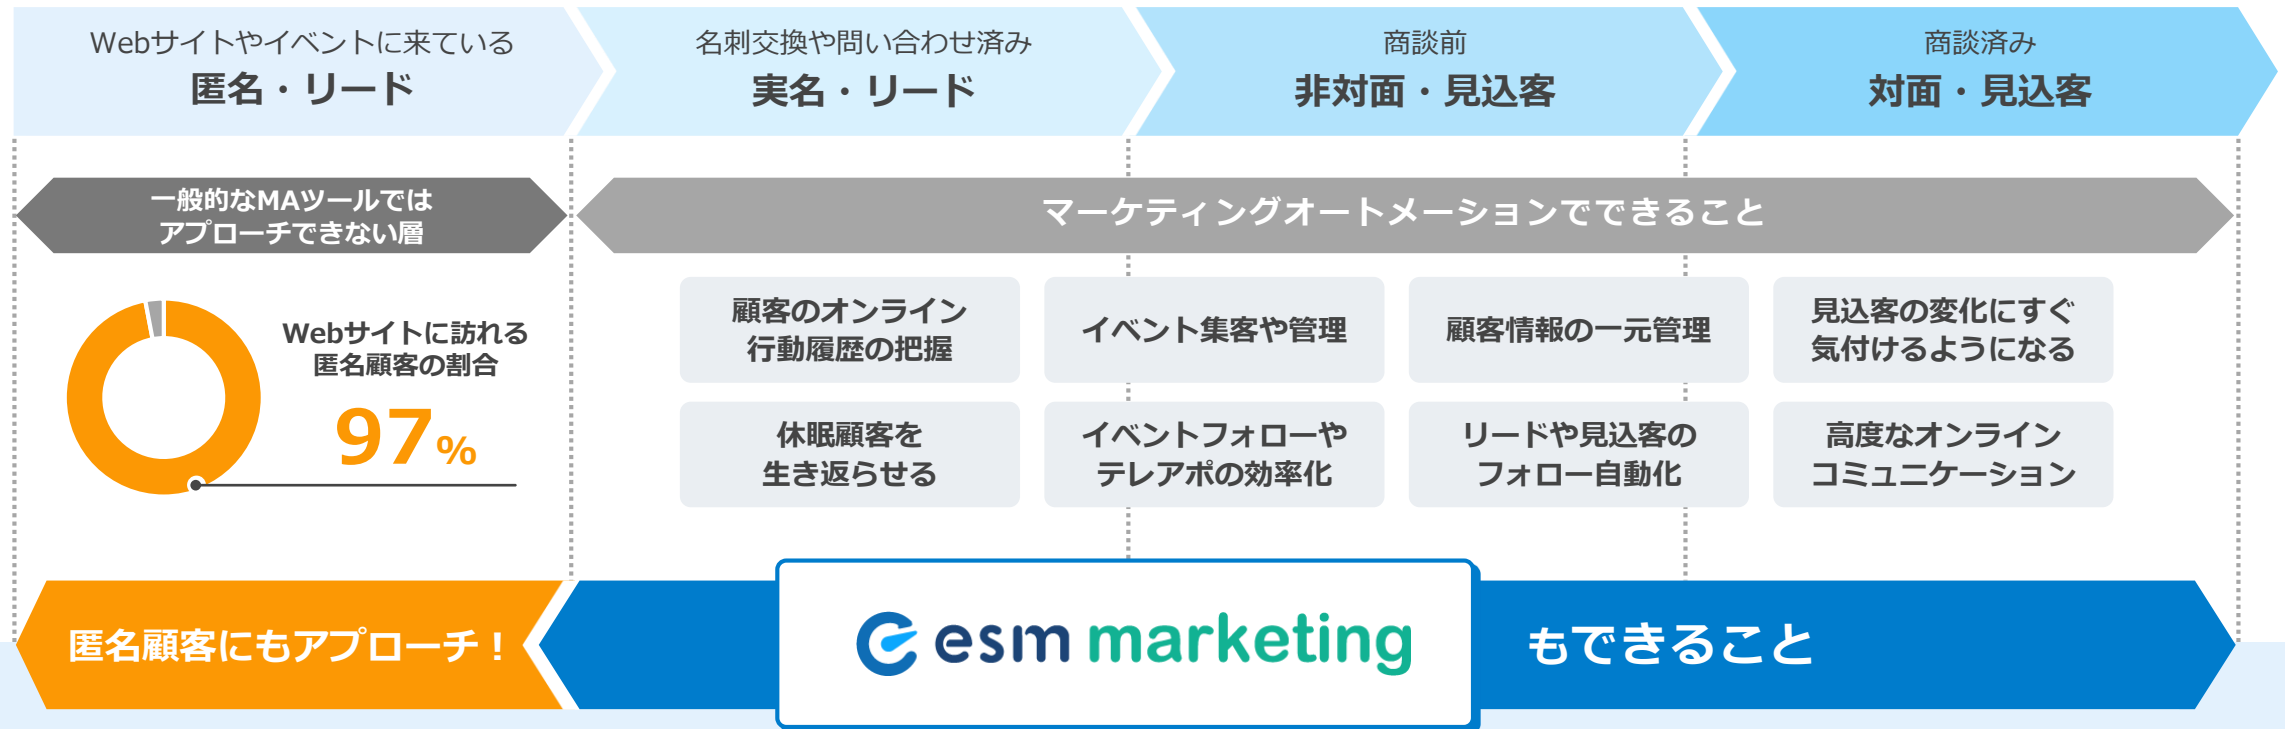 Webサイトやイベントに来ている
匿名・リード
名刺交換や問い合わせ済み
実名・リード
商談前
非対面・見込客
商談済み
対面・見込客
一般的なMAツールでは
アプローチできない層
マーケティングオートメーションでできること
Webサイトに訪れる
匿名顧客の割合
97%
顧客のオンライン
行動履歴の把握
イベント集客や管理
顧客情報の一元管理
見込客の変化にすぐ
気付けるようになる
休眠顧客を
生き返らせる
イベントフォローや
テレアポの効率化
リードや見込客の
フォロー自動化
高度なオンライン
コミュニケーション
匿名顧客にもアプローチ！
esm marketing
もできること